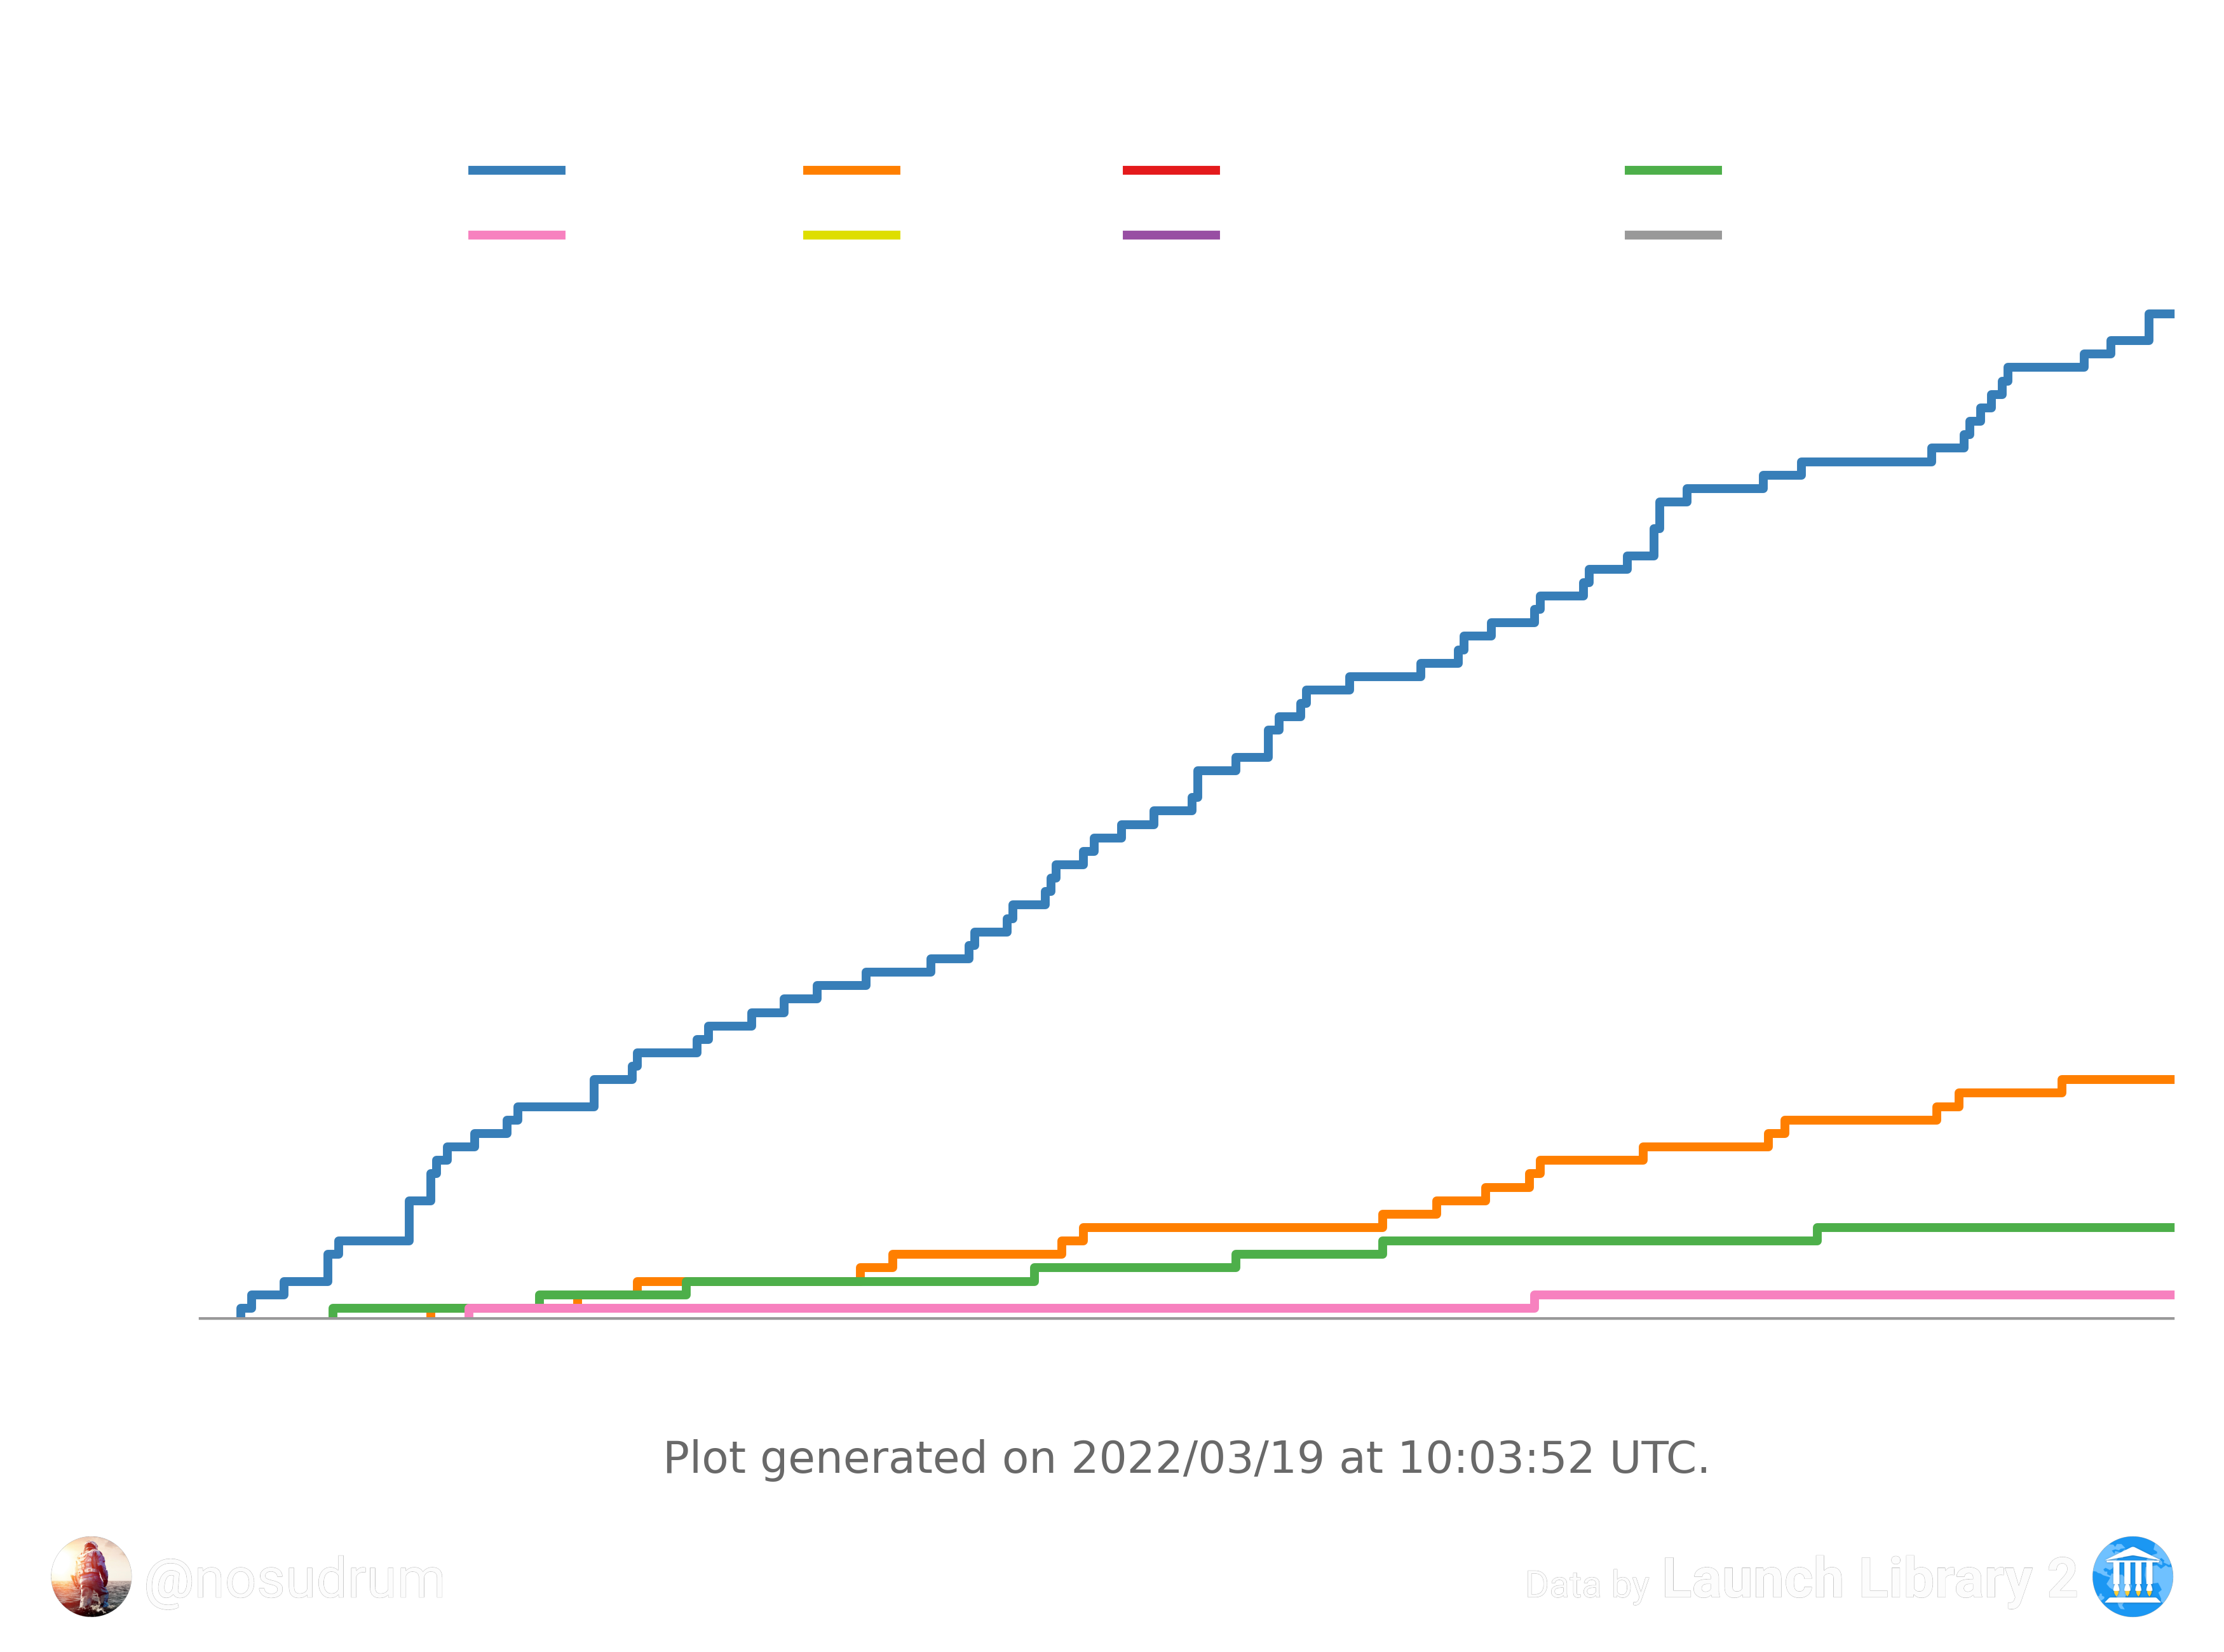 Plot generated on 2022/03/19 at 10:03:52 UTC.
@nosudrum
Data by Launch Library 2